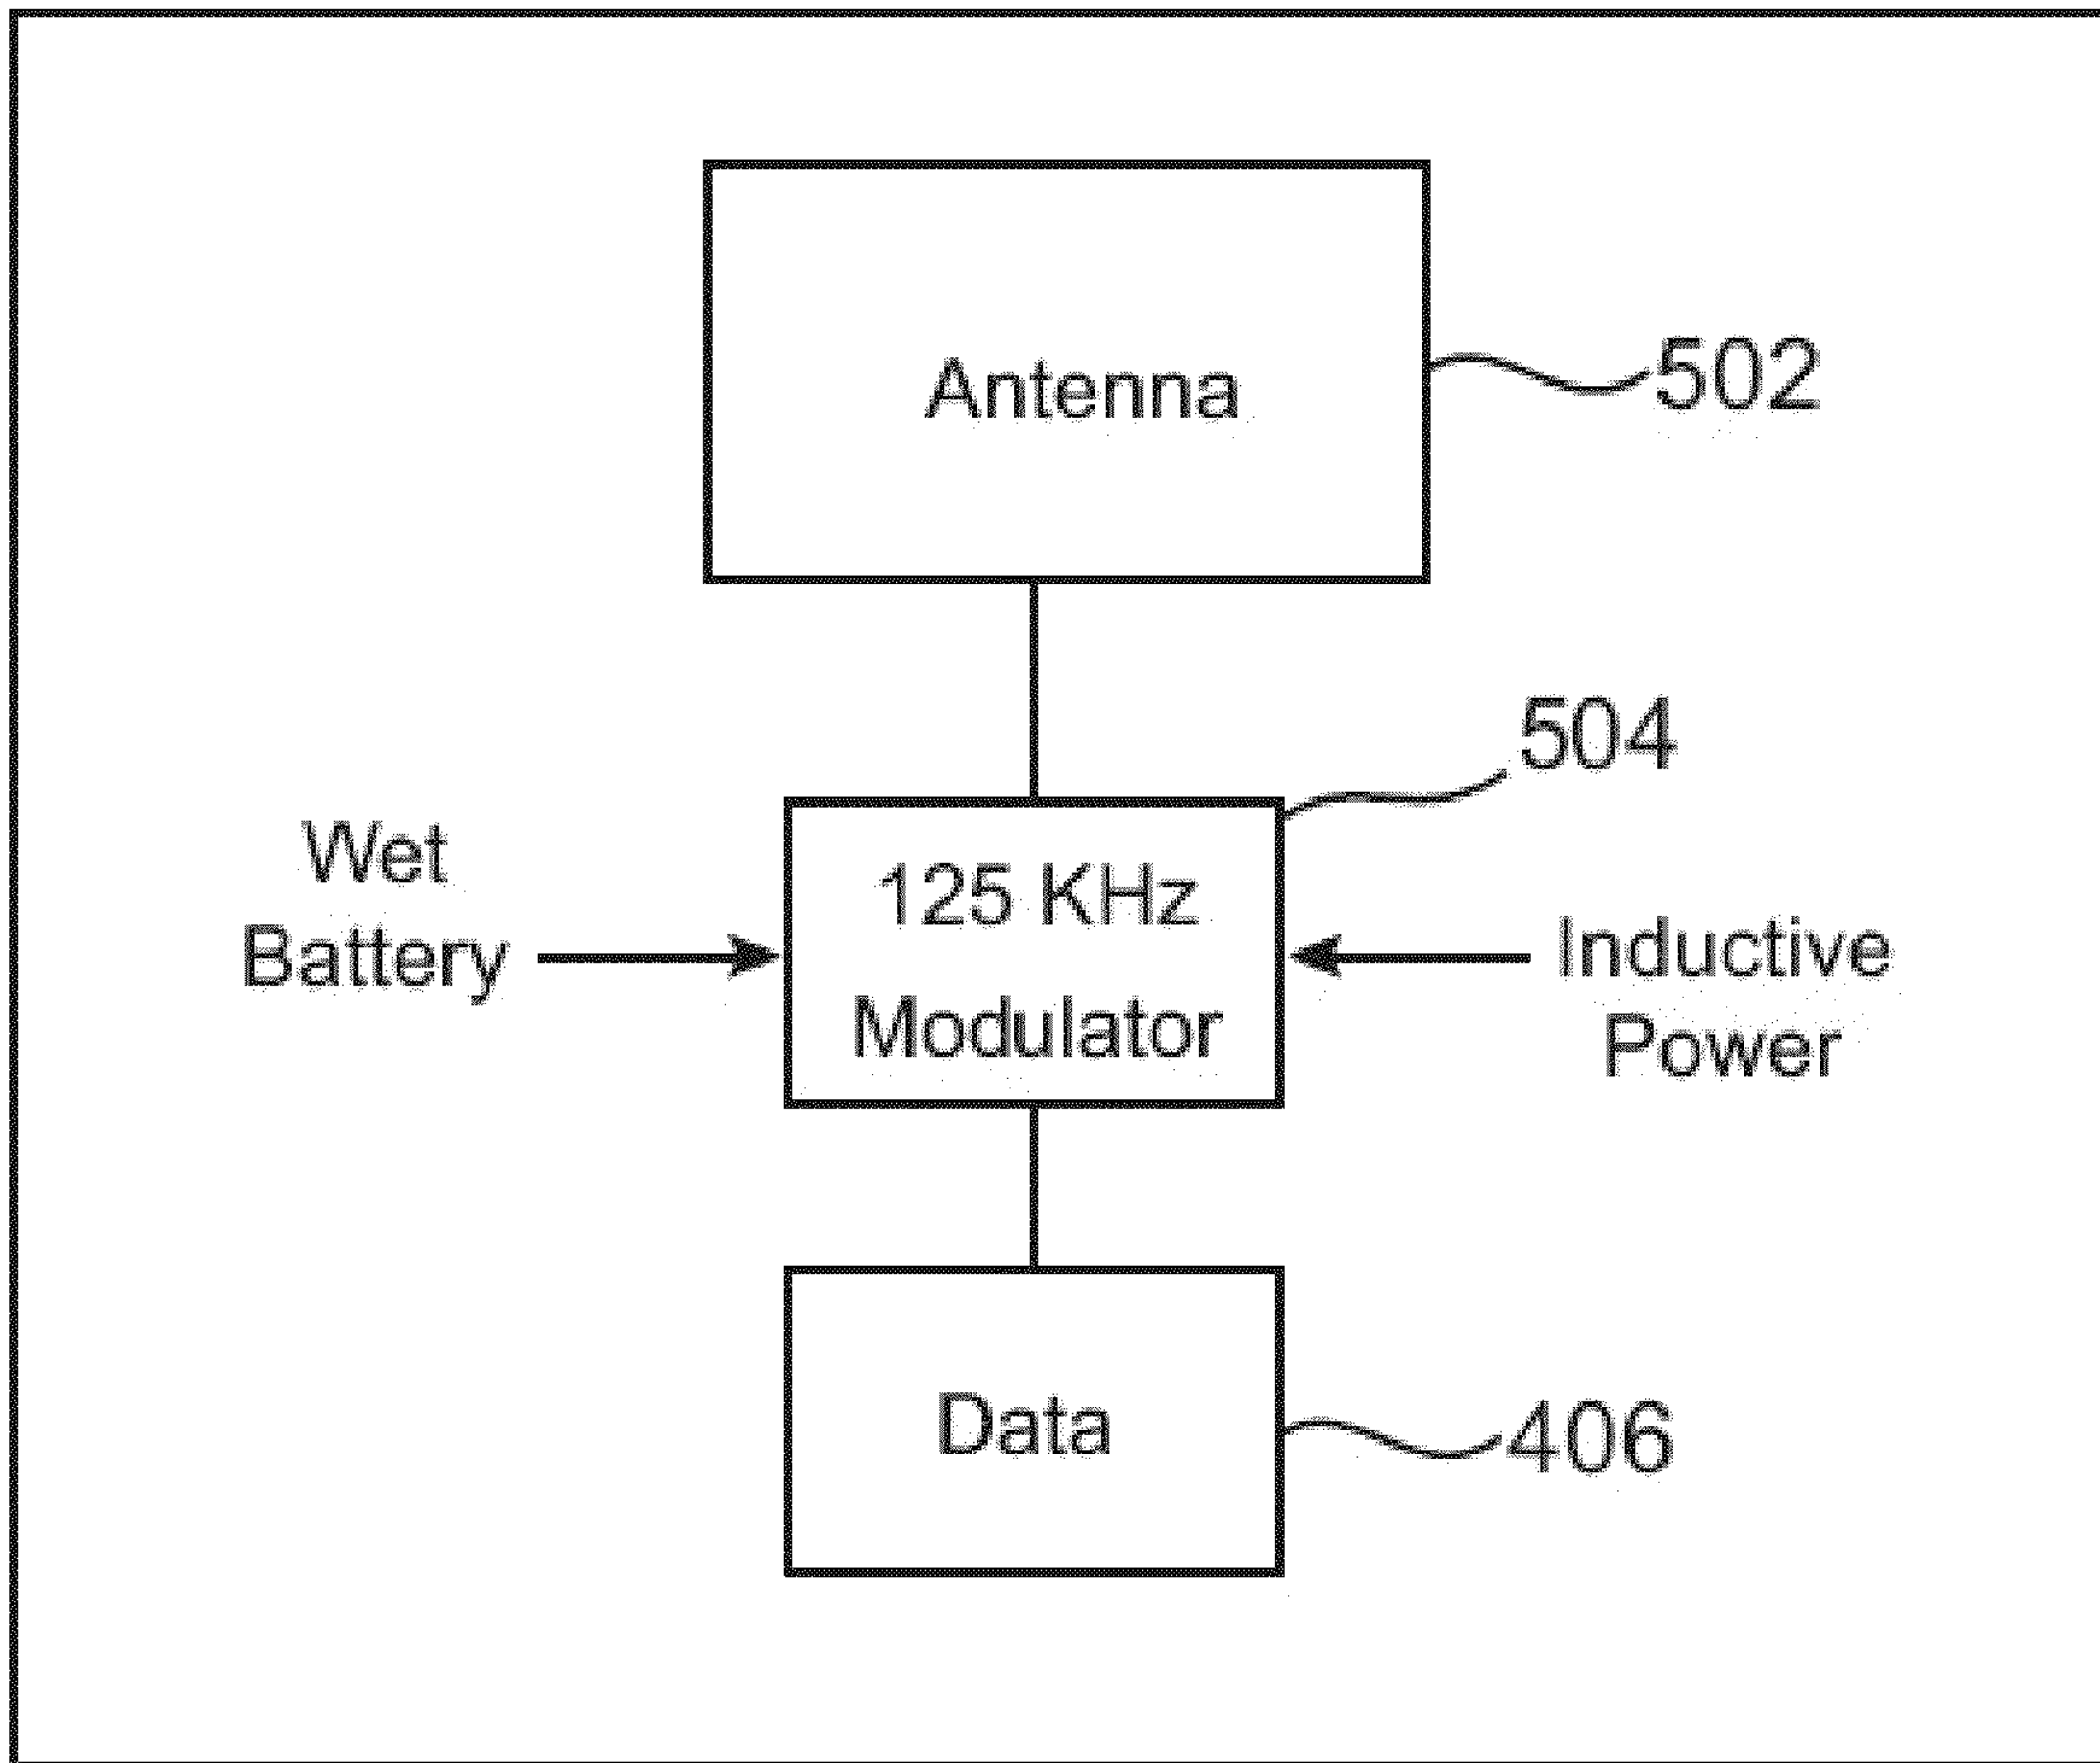 Antenna
502
504
Wet
Battery
125 KHz
Modulator
Inductive
Power
Data
406